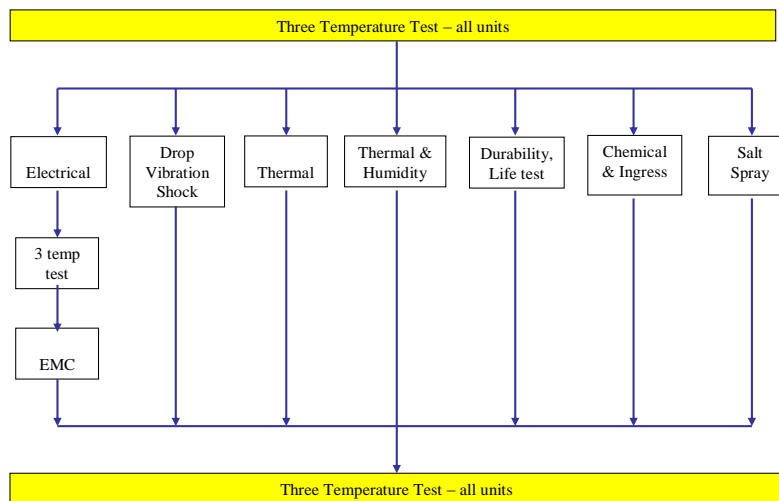 Three Temperature Test – all units
Electrical
Drop
Vibration
Shock
Thermal
Thermal &
Humidity
Durability,
Life test
Chemical
& Ingress
Salt
Spray
3 temp
test
EMC
Three Temperature Test – all units